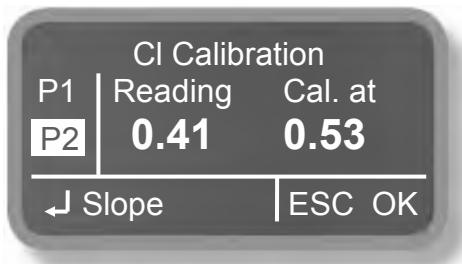 Cl Calibration
P1 Reading Cal. at
P2 0.41 0.53
↲ Slope ESC OK